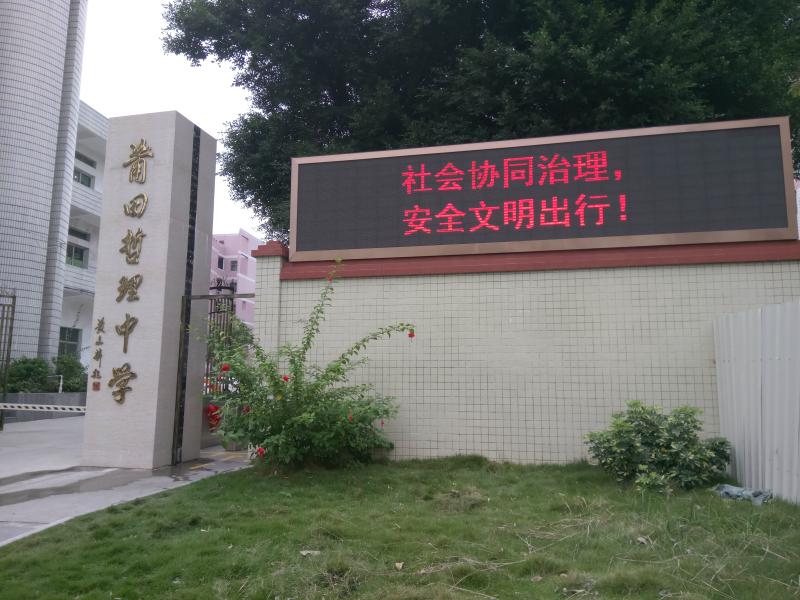 莆田哲理中学
社会协同治理，
安全文明出行！